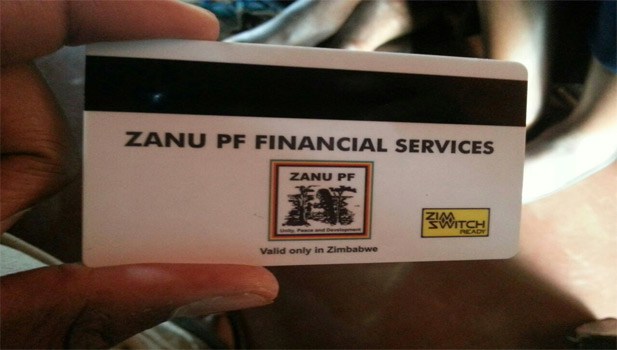 ZANU PF FINANCIAL SERVICES
ZANU PF
Unity, Peace and Development
ZIM
SWITCH
READY
Valid only in Zimbabwe